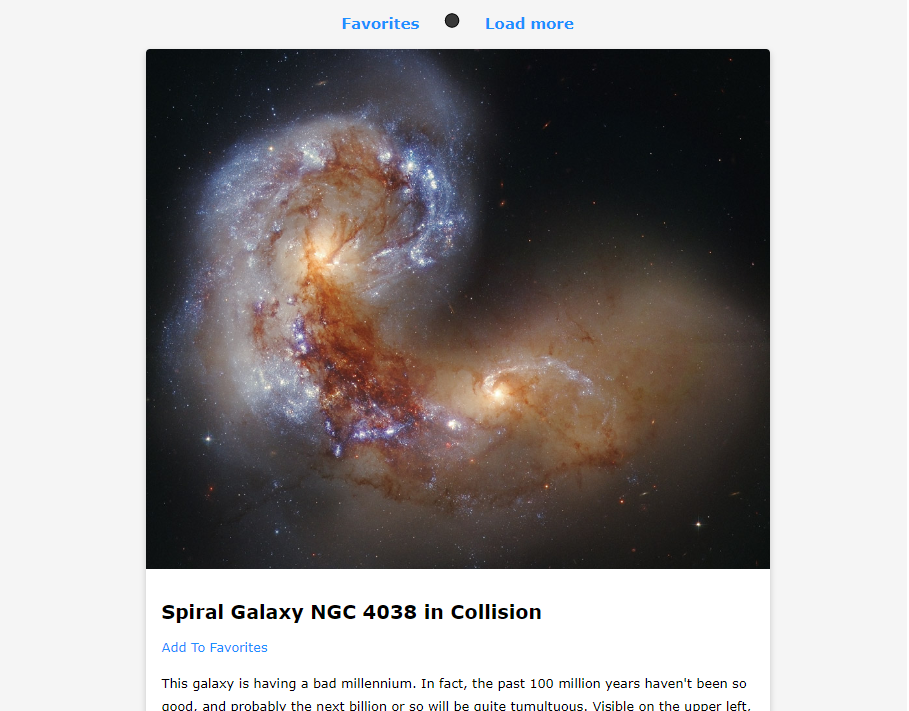 Favorites Load more
Spiral Galaxy NGC 4038 in Collision
Add To Favorites
This galaxy is having a bad millennium. In fact, the past 100 million years haven't been so
good, and probably the next billion or so will be quite tumultuous. Visible on the upper left,